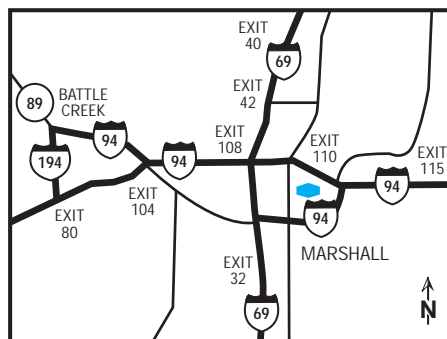 EXIT
40
69
EXIT
42
89
BATTLE
CREEK
94
194
94
EXIT
108
EXIT
110
94
EXIT
115
EXIT
104
EXIT
80
94
MARSHALL
EXIT
32
69
N